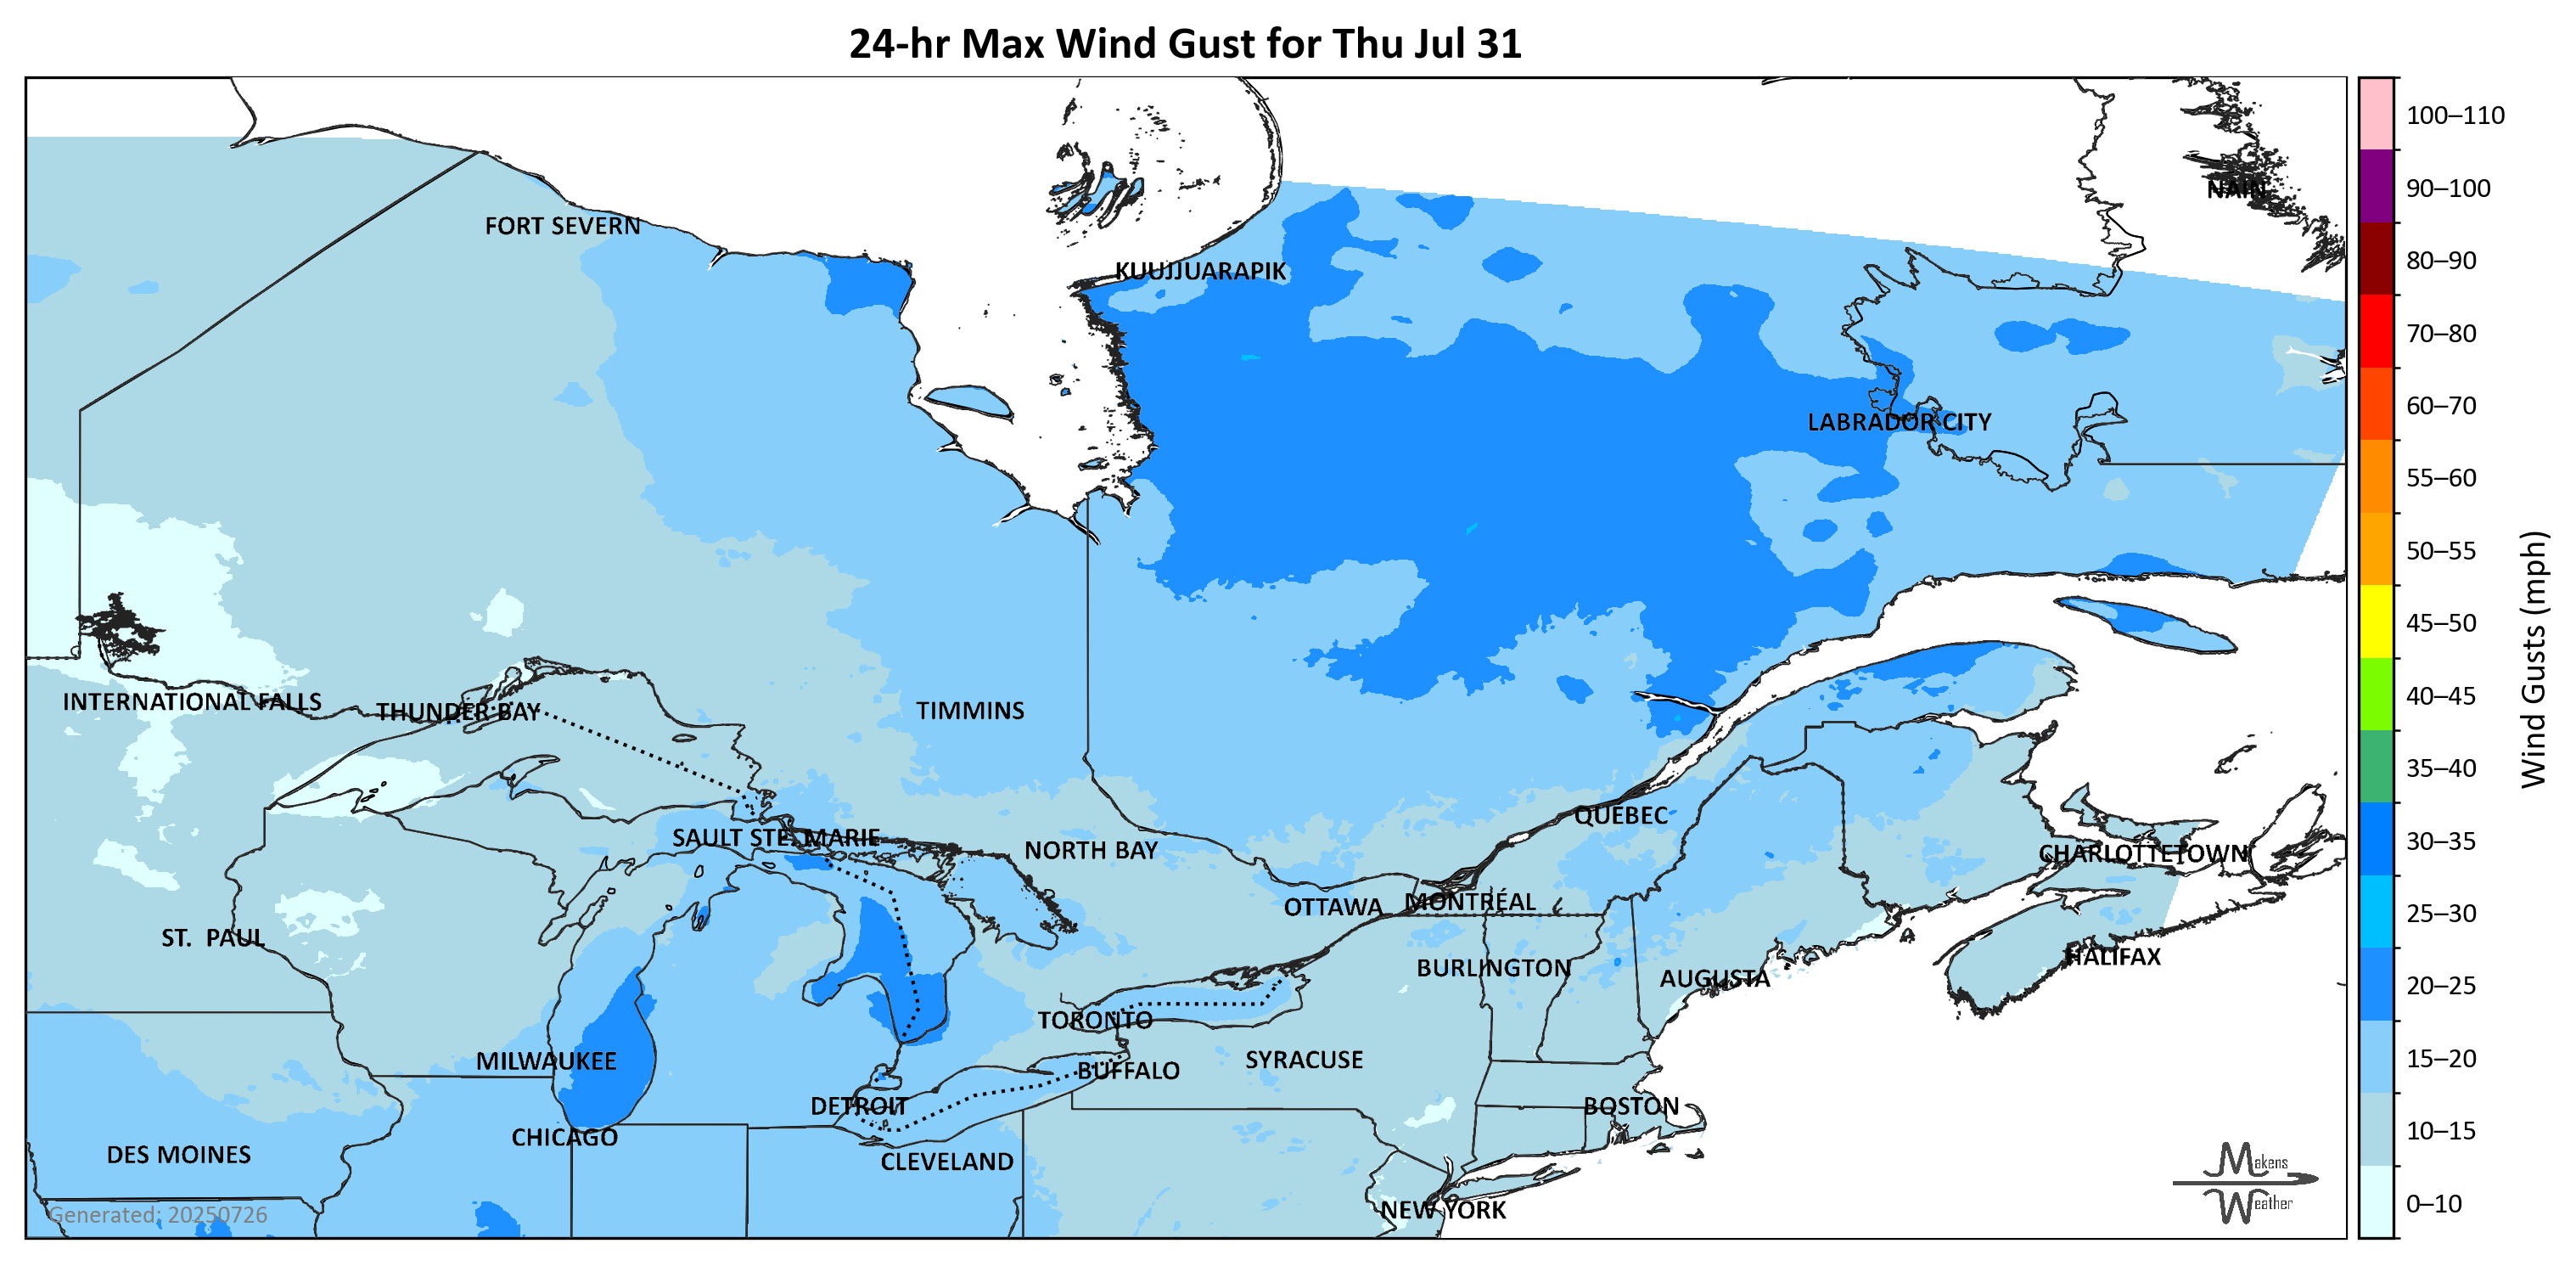 24-hr Max Wind Gust for Thu Jul 31
NAIN
FORT SEVERN
KUUJJUARAPIK
LABRADOR CITY
INTERNATIONAL FALLS
THUNDER BAY
TIMMINS
QUEBEC
SAULT STE. MARIE
NORTH BAY
CHARLOTTETOWN
OTTAWA
MONTRÉAL
ST. PAUL
HALIFAX
BURLINGTON
AUGUSTA
TORONTO
MILWAUKEE
SYRACUSE
BUFFALO
DETROIT
BOSTON
CHICAGO
DES MOINES
CLEVELAND
NEW YORK
Generated: 20250726
Makens
Weather
100–110
90–100
80–90
70–80
60–70
55–60
50–55
45–50
40–45
35–40
30–35
25–30
20–25
15–20
10–15
0–10
Wind Gusts (mph)